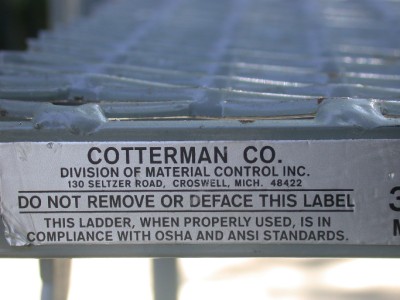 COTTERMAN CO.
DIVISION OF MATERIAL CONTROL INC.
130 SELTZER ROAD, CROSWELL, MICH. 48422
DO NOT REMOVE OR DEFACE THIS LABEL
THIS LADDER, WHEN PROPERLY USED, IS IN
COMPLIANCE WITH OSHA AND ANSI STANDARDS.